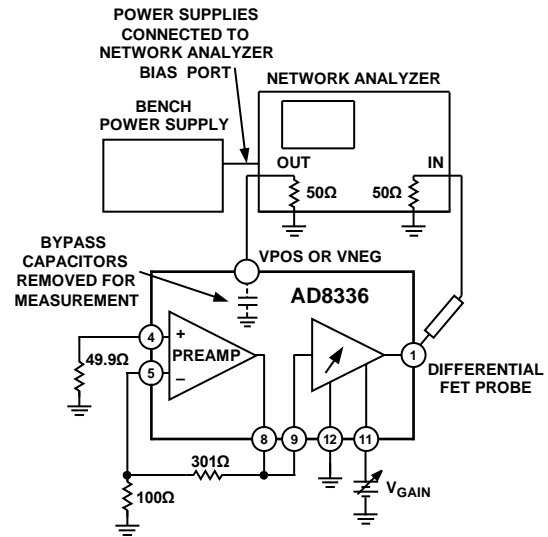 POWER SUPPLIES
CONNECTED TO
NETWORK ANALYZER
BIAS PORT
NETWORK ANALYZER
BENCH
POWER SUPPLY
OUT
IN
50Ω
50Ω
VPOS OR VNEG
BYPASS
CAPACITORS
REMOVED FOR
MEASUREMENT
AD8336
4
+
PREAMP
49.9Ω
5
–
1
DIFFERENTIAL
FET PROBE
8
9
12
11
301Ω
100Ω
VGAIN